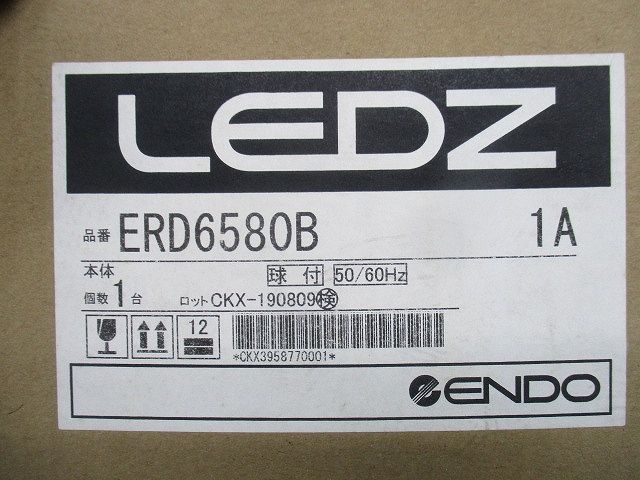 LEDZ
品番 ERD6580B 1A
本体 球付 50/60Hz
個数 1台 ロット CKX-190809 検
12
*CKX3958770001*
ENDO